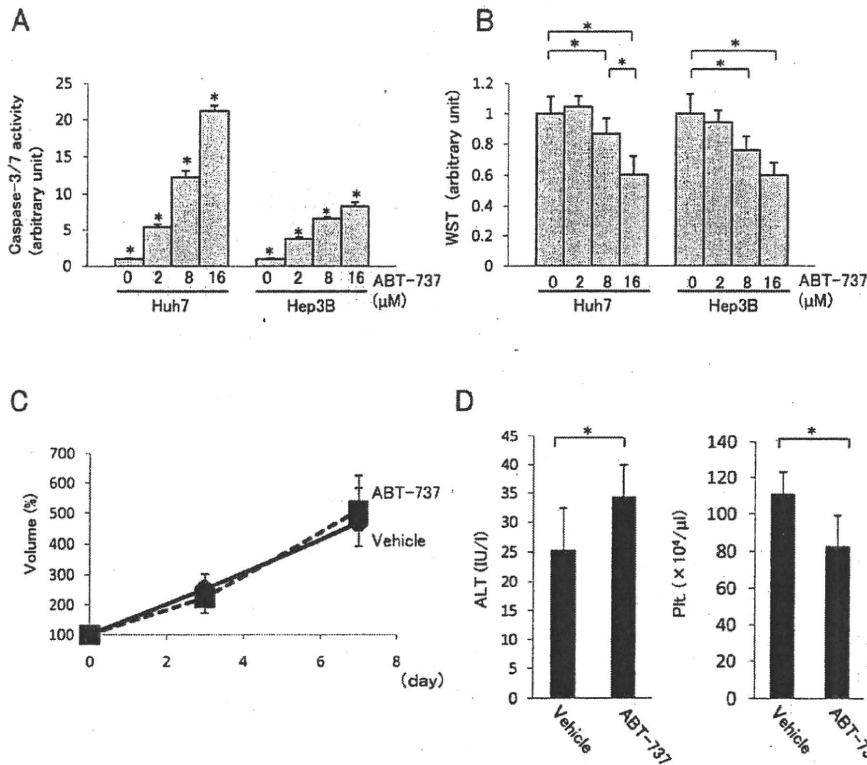 A
Caspase-3/7 activity
(arbitrary unit)
25
20
15
10
5
0
*
*
*
*
*
*
*
*
0 2 8 16 0 2 8 16 ABT-737
Huh7 Hep3B (μM)
B
WST (arbitrary unit)
1.2
1
0.8
0.6
0.4
0.2
0
*
*
*
*
*
0 2 8 16 0 2 8 16 ABT-737
Huh7 Hep3B (μM)
C
Volume (%)
700
600
500
400
300
200
100
ABT-737
Vehicle
0 2 4 6 8
(day)
D
ALT (IU/l)
45
40
35
30
25
20
15
10
5
0
*
Vehicle ABT-737
Plt. (×10⁴/μl)
140
120
100
80
60
40
20
0
*
Vehicle ABT-73